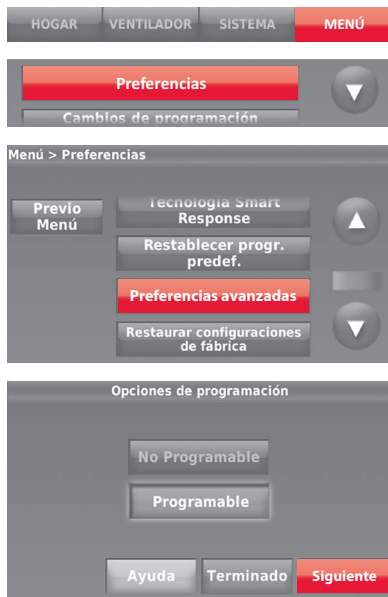 HOGAR VENTILADOR SISTEMA MENÚ
Preferencias
Cambios de programación
Menú > Preferencias
Previo
Menú
Tecnología Smart
Response
Restablecer progr.
predef.
Preferencias avanzadas
Restaurar configuraciones
de fábrica
Opciones de programación
No Programable
Programable
Ayuda Terminado Siguiente